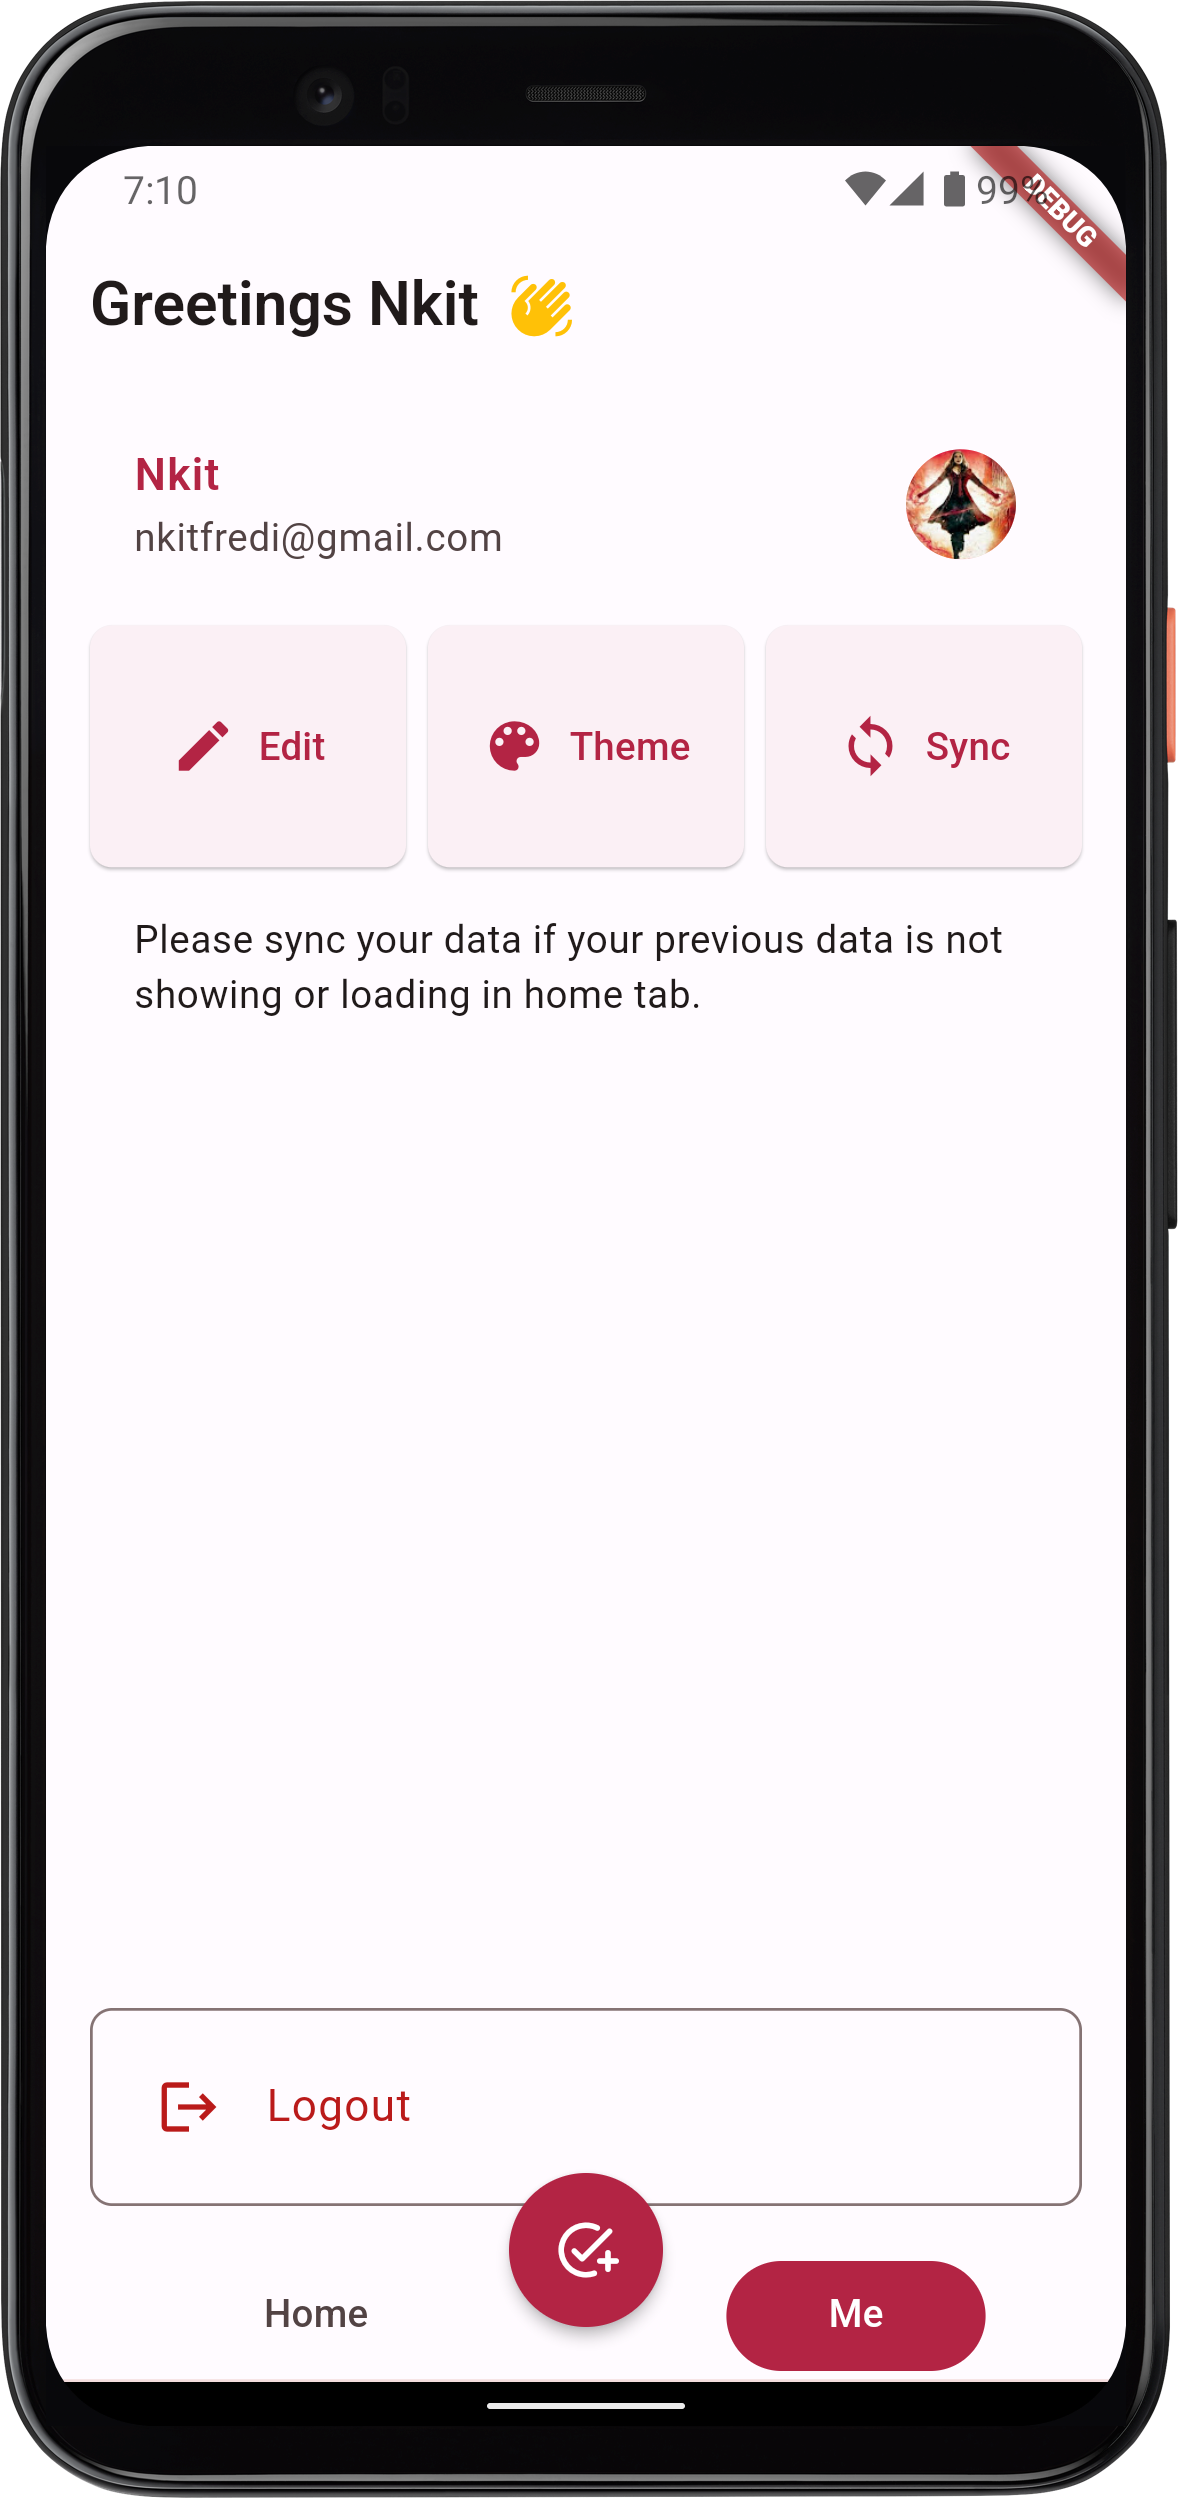 7:10
99%
DEBUG
Greetings Nkit 👋
Nkit
nkitfredi@gmail.com
Edit
Theme
Sync
Please sync your data if your previous data is not
showing or loading in home tab.
Logout
Home
Me